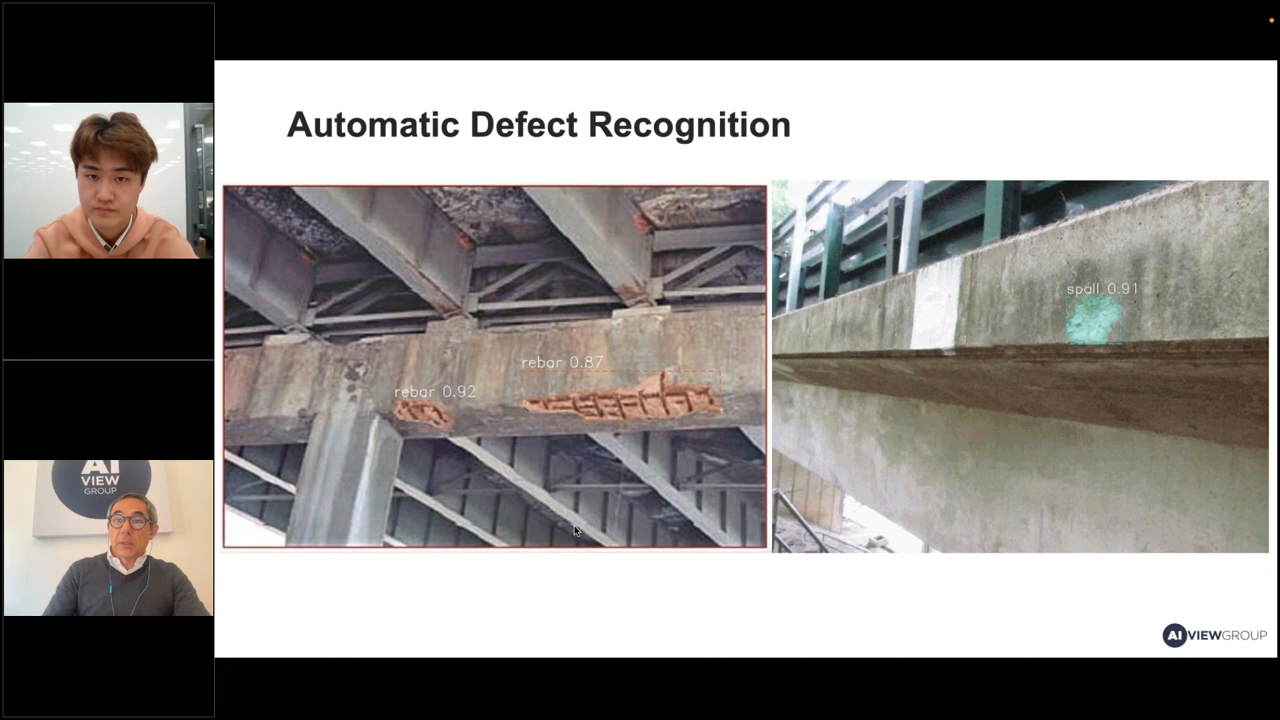 Automatic Defect Recognition
rebar 0.92
rebar 0.87
spall 0.91
AI
VIEW
GROUP
AI VIEWGROUP